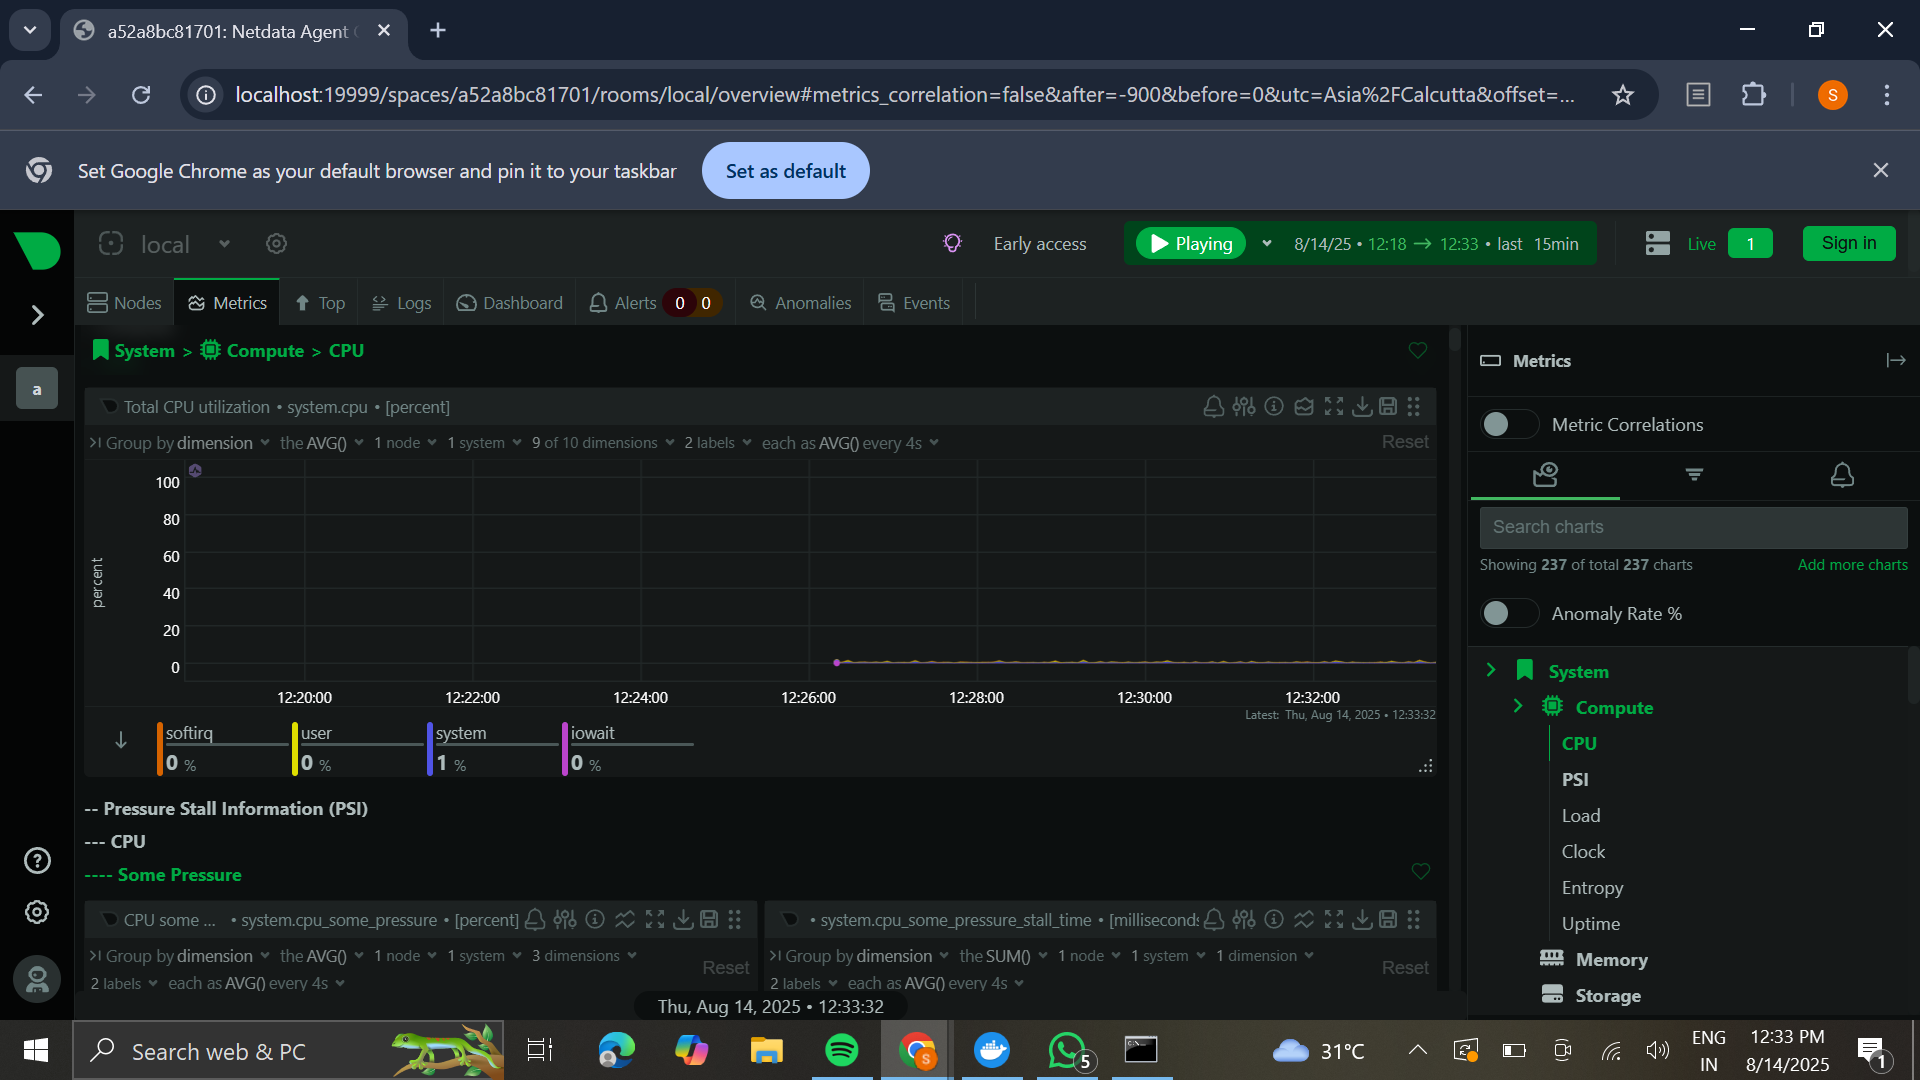 a52a8bc81701: Netdata Agent
localhost:19999/spaces/a52a8bc81701/rooms/local/overview#metrics_correlation=false&after=-900&before=0&utc=Asia%2FCalcutta&offset=...
S
Set Google Chrome as your default browser and pin it to your taskbar
Set as default
local
Early access
Playing
8/14/25 • 12:18 → 12:33 • last 15min
Live
1
Sign in
Nodes
Metrics
Top
Logs
Dashboard
Alerts
0
0
Anomalies
Events
a
System > Compute > CPU
Total CPU utilization • system.cpu • [percent]
Group by dimension the AVG() 1 node 1 system 9 of 10 dimensions 2 labels each as AVG() every 4s
Reset
percent
100
80
60
40
20
0
12:20:00
12:22:00
12:24:00
12:26:00
12:28:00
12:30:00
12:32:00
Latest: Thu, Aug 14, 2025 • 12:33:32
softirq
0 %
user
0 %
system
1 %
iowait
0 %
-- Pressure Stall Information (PSI)
--- CPU
---- Some Pressure
CPU some ... • system.cpu_some_pressure • [percent]
Group by dimension the AVG() 1 node 1 system 3 dimensions
2 labels each as AVG() every 4s
Reset
• system.cpu_some_pressure_stall_time • [milliseconds
Group by dimension the SUM() 1 node 1 system 1 dimension
2 labels each as AVG() every 4s
Reset
Thu, Aug 14, 2025 • 12:33:32
Metrics
Metric Correlations
Search charts
Showing 237 of total 237 charts
Add more charts
Anomaly Rate %
System
Compute
CPU
PSI
Load
Clock
Entropy
Uptime
Memory
Storage
Search web & PC
S
5
31°C
ENG
IN
12:33 PM
8/14/2025
1